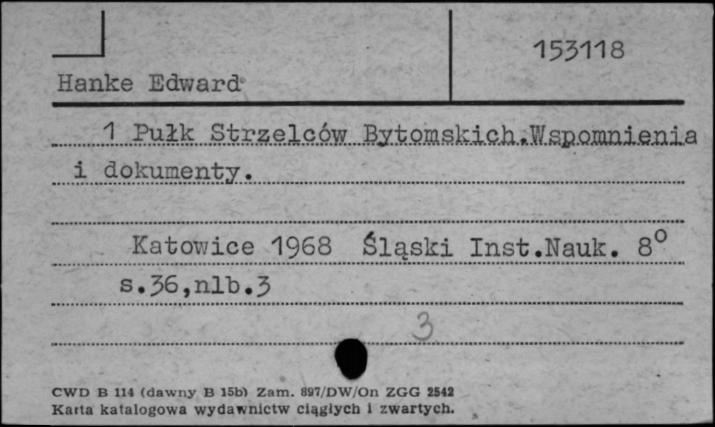 153118
Hanke Edward
1 Pułk Strzelców Bytomskich.Wspomnienia
i dokumenty.
Katowice 1968 Śląski Inst.Nauk. 8°
s.36,nlb.3
3
CWD B 114 (dawny B 15b) Zam. 897/DW/On ZGG 2542
Karta katalogowa wydawnictw ciągłych i zwartych.